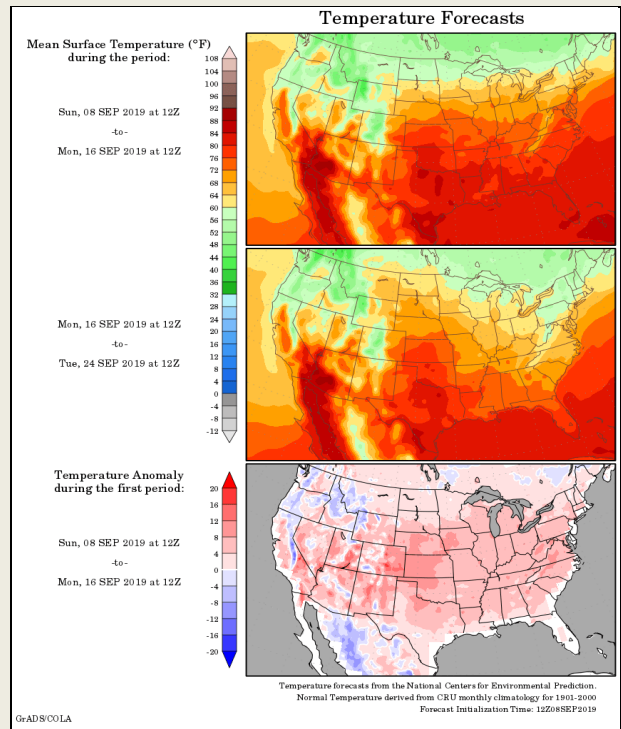 Temperature Forecasts
Mean Surface Temperature (°F)
during the period:
Sun, 08 SEP 2019 at 12Z
-to-
Mon, 16 SEP 2019 at 12Z
108
104
100
96
92
88
84
80
76
72
68
64
60
56
52
48
44
40
36
32
28
24
20
16
12
8
4
0
-4
-8
-12
Mon, 16 SEP 2019 at 12Z
-to-
Tue, 24 SEP 2019 at 12Z
Temperature Anomaly
during the first period:
Sun, 08 SEP 2019 at 12Z
-to-
Mon, 16 SEP 2019 at 12Z
20
16
12
8
4
0
-4
-8
-12
-16
-20
Temperature forecasts from the National Centers for Environmental Prediction.
Normal Temperature derived from CRU monthly climatology for 1901-2000
Forecast Initialization Time: 12Z08SEP2019
GrADS/COLA